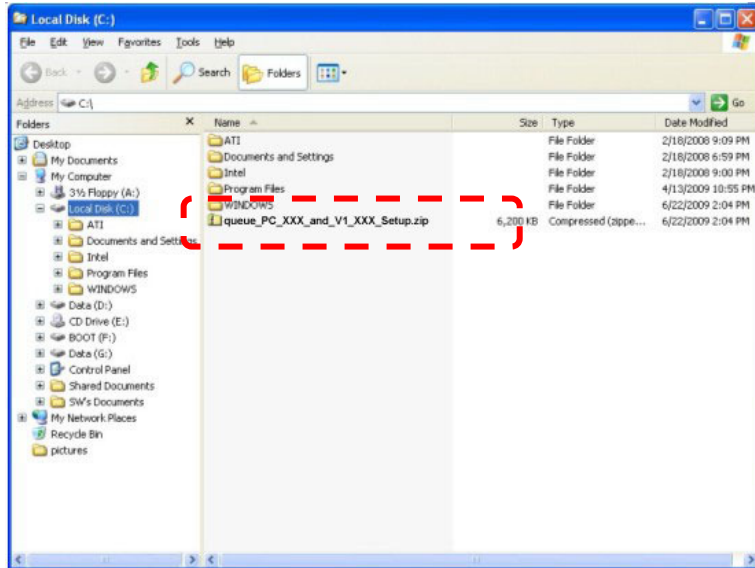 Local Disk (C:)
File Edit View Favorites Tools Help
Back Search Folders
Address C:\ Go
Folders X Name Size Type Date Modified
Desktop
My Documents
My Computer
3½ Floppy (A:)
Local Disk (C:)
ATI
Documents and Settings
Intel
Program Files
WINDOWS
Data (D:)
CD Drive (E:)
BOOT (F:)
Data (G:)
Control Panel
Shared Documents
SW's Documents
My Network Places
Recycle Bin
pictures
ATI File Folder 2/18/2008 9:09 PM
Documents and Settings File Folder 2/18/2008 6:59 PM
Intel File Folder 2/18/2008 9:00 PM
Program Files File Folder 4/13/2009 10:55 PM
WINDOWS File Folder 6/22/2009 2:04 PM
queue_PC_XXX_and_V1_XXX_Setup.zip 6,200 KB Compressed (zippe... 6/22/2009 2:04 PM